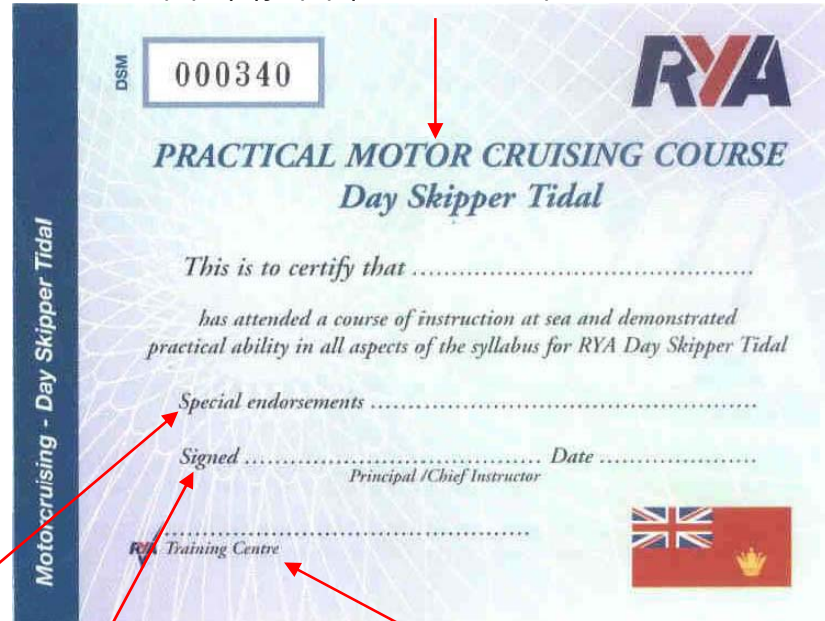 DSM
000340
RYA
PRACTICAL MOTOR CRUISING COURSE
Day Skipper Tidal
This is to certify that ..........................................
has attended a course of instruction at sea and demonstrated
practical ability in all aspects of the syllabus for RYA Day Skipper Tidal
Special endorsements ..........................................
Signed .......................................... Date ....................
Principal /Chief Instructor
RYA Training Centre
Motorcruising - Day Skipper Tidal